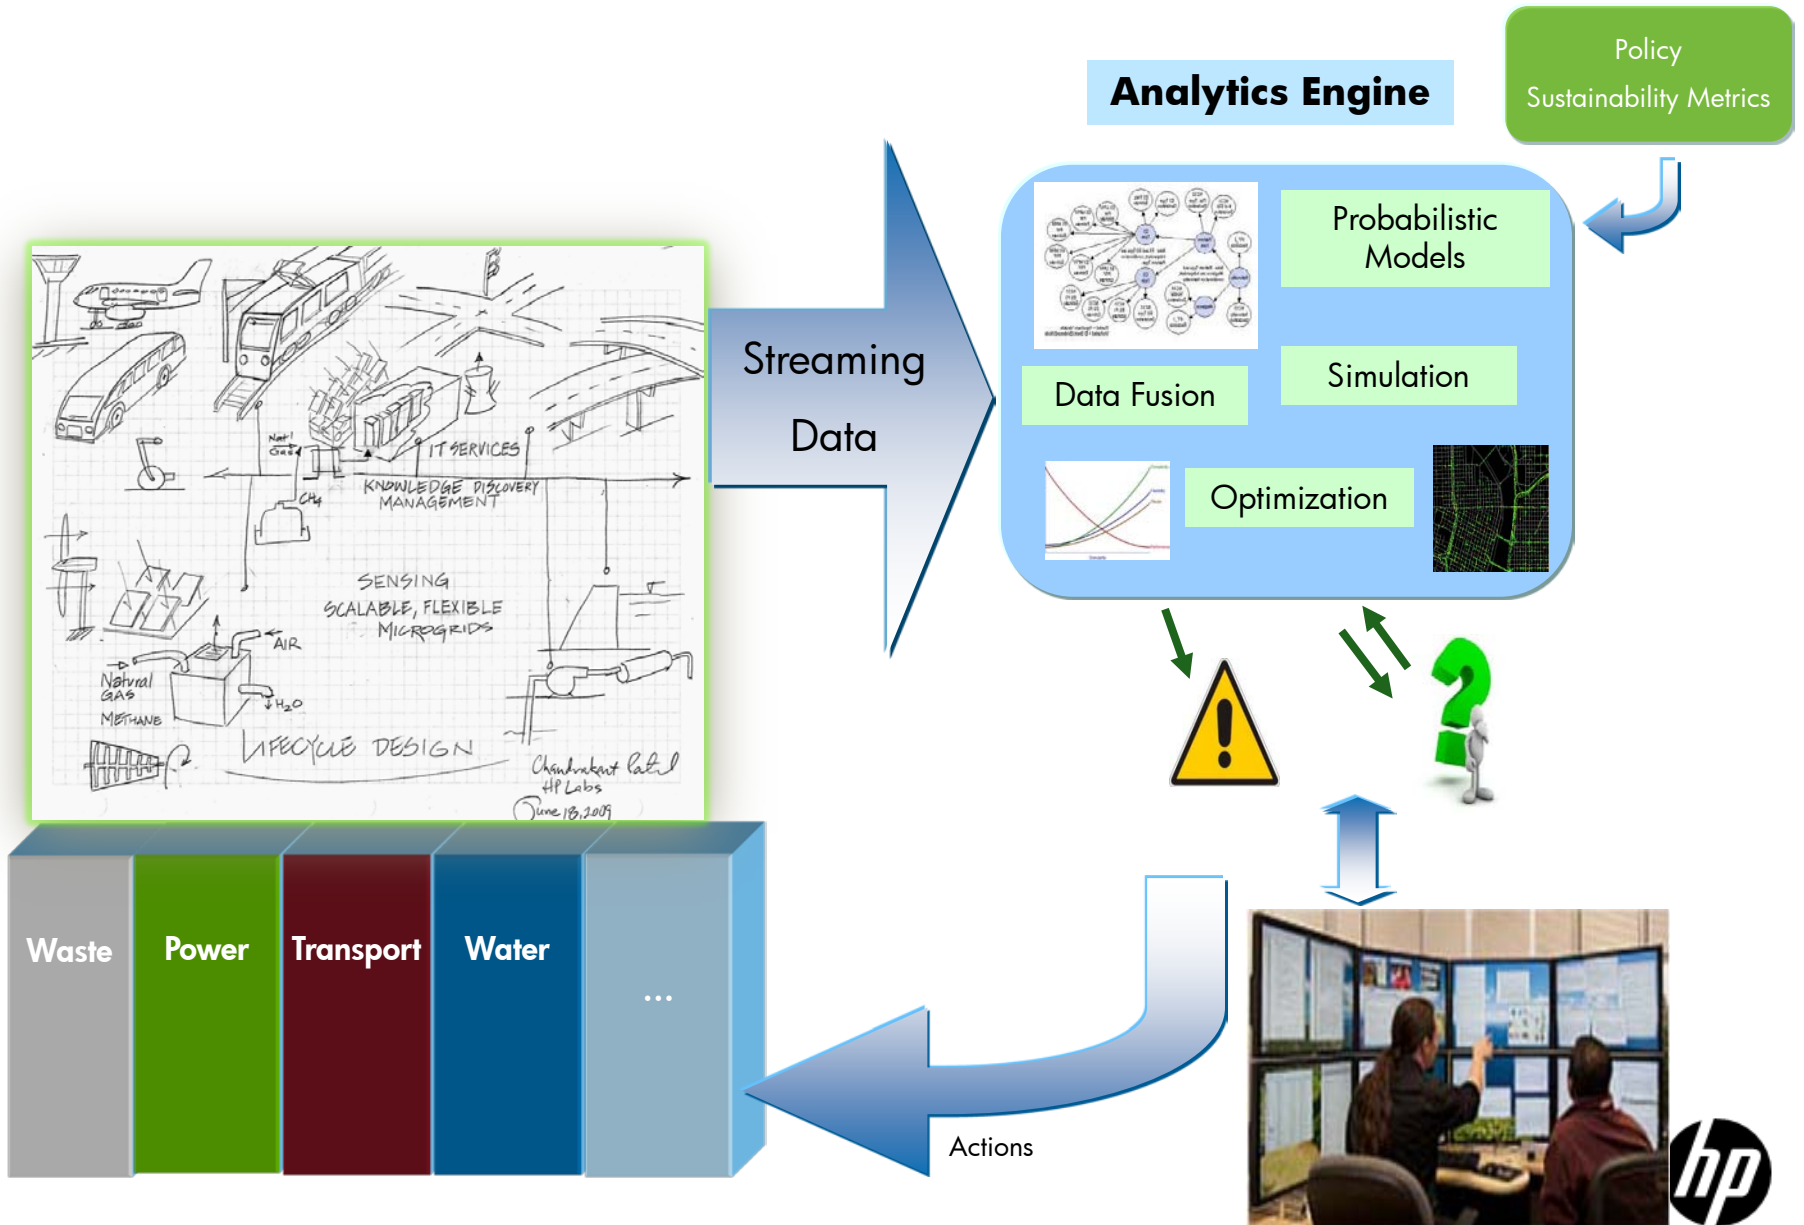 Policy
Sustainability Metrics
Analytics Engine
Probabilistic
Models
Simulation
Data Fusion
Optimization
Streaming
Data
Nat'l
Gas
IT SERVICES
KNOWLEDGE DISCOVERY
MANAGEMENT
CH4
SENSING
SCALABLE, FLEXIBLE
MICROGRIDS
AIR
Natural
GAS
METHANE
H2O
LIFECYCLE DESIGN
Chandrakant Patel
HP Labs
June 18, 2009
Waste
Power
Transport
Water
...
Actions
hp